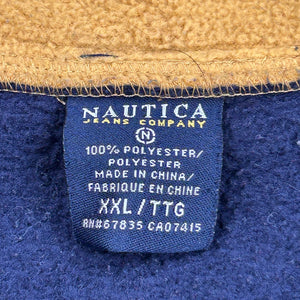 NAUTICA
JEANS COMPANY
N
100% POLYESTER/
POLYESTER
MADE IN CHINA/
FABRIQUE EN CHINE
XXL/TTG
RN#67835 CA07415